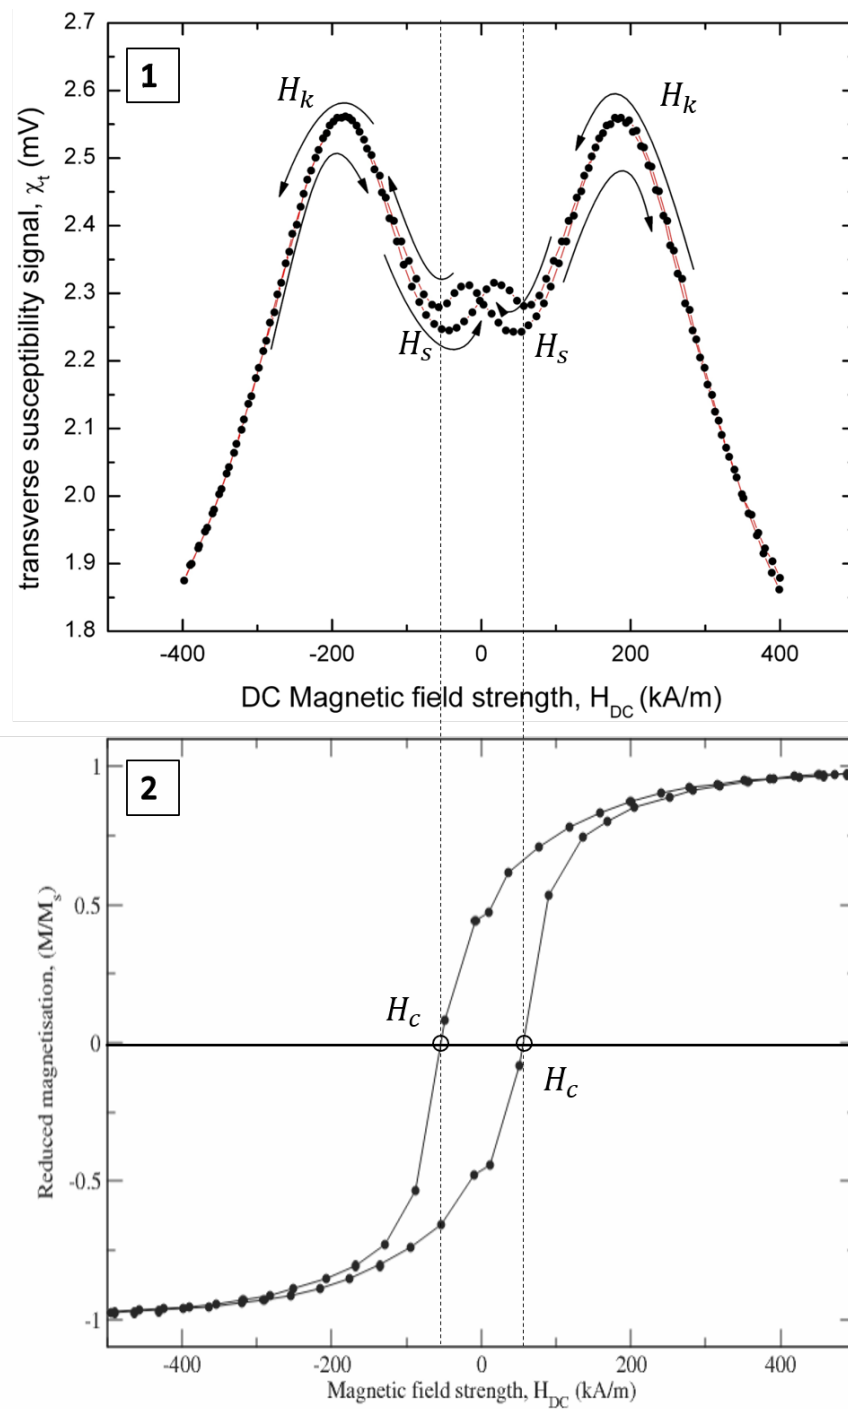 1
2.7
2.6
2.5
2.4
2.3
2.2
2.1
2.0
1.9
1.8
transverse susceptibility signal, χt (mV)
Hk
Hk
Hs
Hs
-400
-200
0
200
400
DC Magnetic field strength, HDC (kA/m)
2
1
0.5
0
-0.5
-1
Reduced magnetisation, (M/Ms)
Hc
Hc
-400
-200
0
200
400
Magnetic field strength, HDC (kA/m)